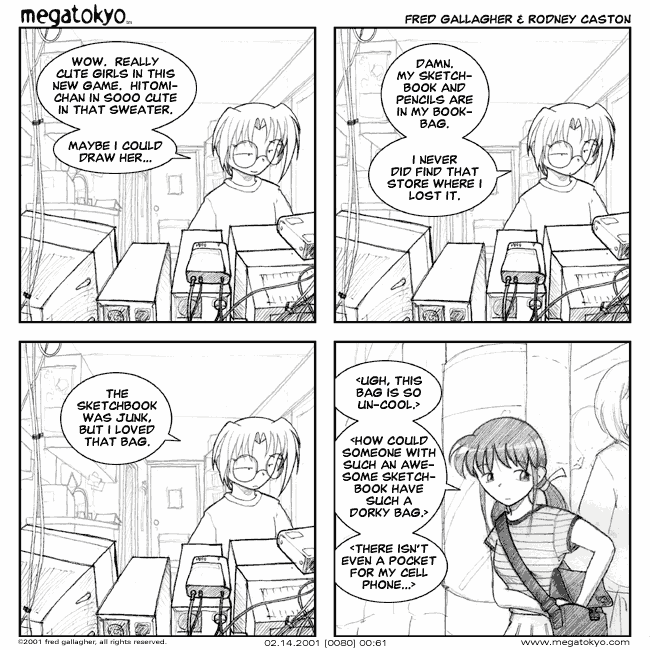 megatokyo
FRED GALLAGHER & RODNEY CASTON
WOW. REALLY
CUTE GIRLS IN THIS
NEW GAME. HITOMI-
CHAN IN SOOO CUTE
IN THAT SWEATER.
MAYBE I COULD
DRAW HER...
DAMN.
MY SKETCH-
BOOK AND
PENCILS ARE
IN MY BOOK-
BAG.
I NEVER
DID FIND THAT
STORE WHERE I
LOST IT.
THE
SKETCHBOOK
WAS JUNK,
BUT I LOVED
THAT BAG.
<UGH, THIS
BAG IS SO
UN-COOL.>
<HOW COULD
SOMEONE WITH
SUCH AN AWE-
SOME SKETCH-
BOOK HAVE
SUCH A
DORKY BAG.>
<THERE ISN'T
EVEN A POCKET
FOR MY CELL
PHONE...>
©2001 fred gallagher, all rights reserved.
02.14.2001 [0080] 00:61
www.megatokyo.com